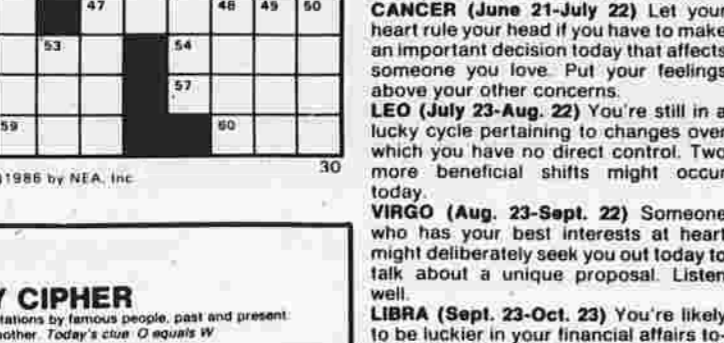 47 48 49 50
53 54
57
59 60
30
1986 by NEA, Inc
Y CIPHER
tations by famous people, past and present
nother. Today's clue O equals W
CANCER (June 21-July 22) Let your
heart rule your head if you have to make
an important decision today that affects
someone you love. Put your feelings
above your other concerns.
LEO (July 23-Aug. 22) You're still in a
lucky cycle pertaining to changes over
which you have no direct control. Two
more beneficial shifts might occur
today.
VIRGO (Aug. 23-Sept. 22) Someone
who has your best interests at heart
might deliberately seek you out today to
talk about a unique proposal. Listen
well.
LIBRA (Sept. 23-Oct. 23) You're likely
to be luckier in your financial affairs to-